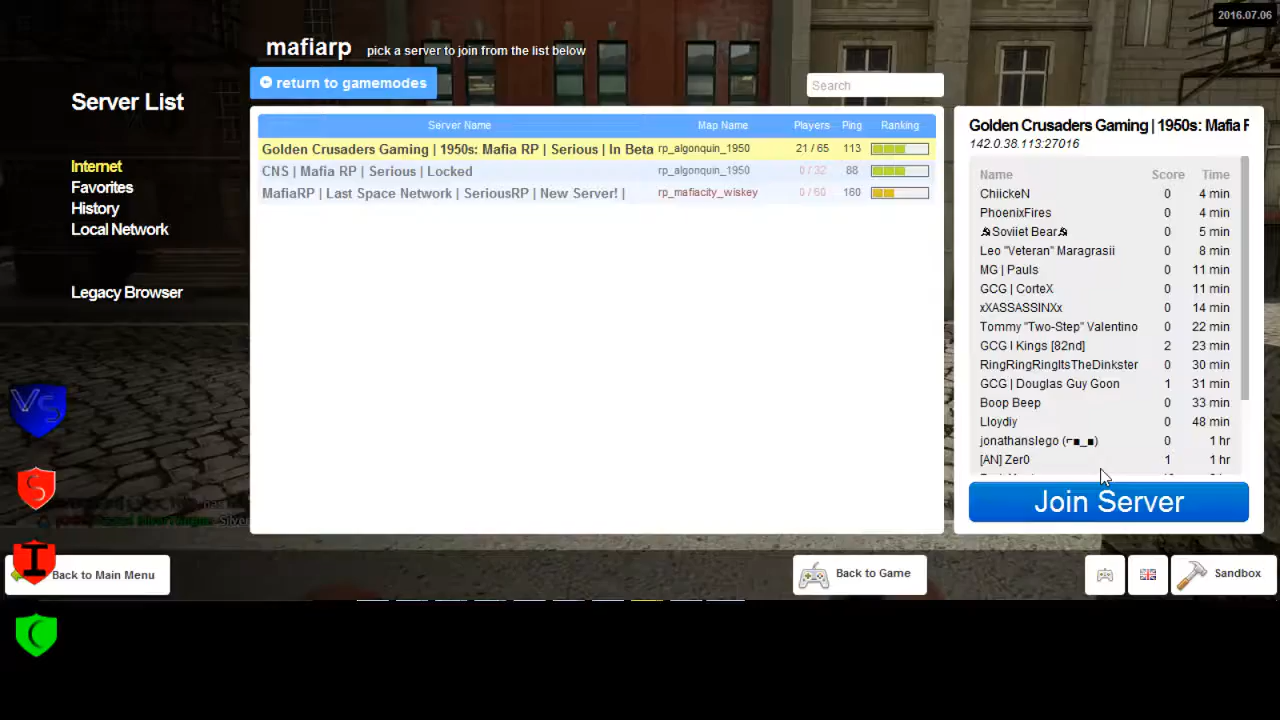 2016.07.06
mafiarp pick a server to join from the list below
return to gamemodes
Search
Server List
Internet
Favorites
History
Local Network
Legacy Browser
Server Name Map Name Players Ping Ranking
Golden Crusaders Gaming | 1950s: Mafia RP | Serious | In Beta rp_algonquin_1950 21 / 65 113
CNS | Mafia RP | Serious | Locked rp_algonquin_1950 0 / 32 88
MafiaRP | Last Space Network | SeriousRP | New Server! | rp_mafiacity_wiskey 0 / 60 160
Golden Crusaders Gaming | 1950s: Mafia F
142.0.38.113:27016
Name Score Time
ChiickeN 0 4 min
PhoenixFires 0 4 min
☭Soviiet Bear☭ 0 5 min
Leo "Veteran" Maragrasii 0 8 min
MG | Pauls 0 11 min
GCG | CorteX 0 11 min
xXASSASSINXx 0 14 min
Tommy "Two-Step" Valentino 0 22 min
GCG I Kings [82nd] 2 23 min
RingRingRingItsTheDinkster 0 30 min
GCG | Douglas Guy Goon 1 31 min
Boop Beep 0 33 min
Lloydiy 0 48 min
jonathanslego (⌐■_■) 0 1 hr
[AN] Zer0 1 1 hr
Join Server
VS
S
I
C
Back to Main Menu
Back to Game
Sandbox